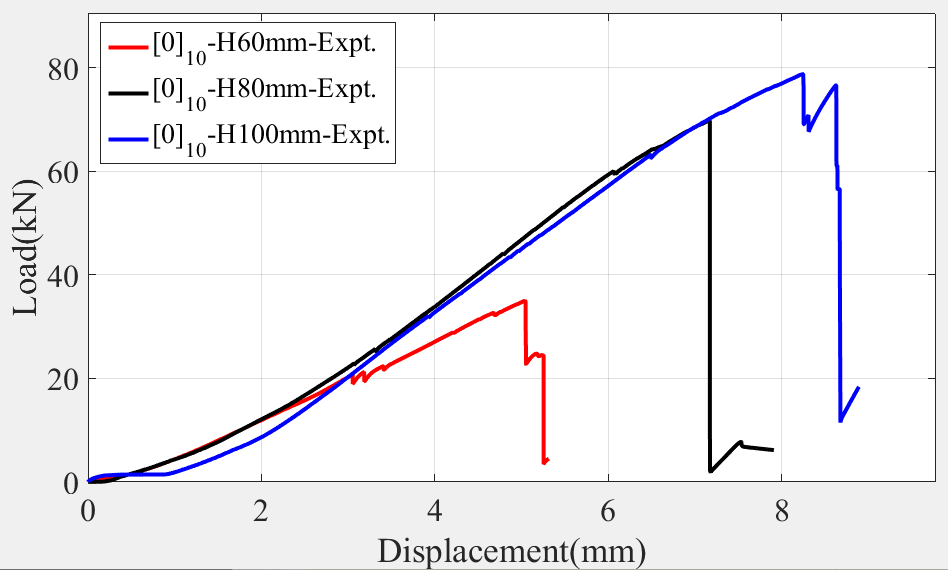 [0]10-H60mm-Expt.
[0]10-H80mm-Expt.
[0]10-H100mm-Expt.
80
60
40
20
0
Load(kN)
0 2 4 6 8
Displacement(mm)